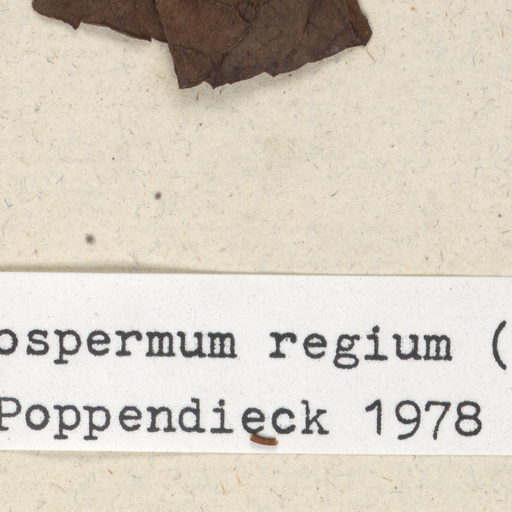 ospermum regium (
Poppendieck 1978